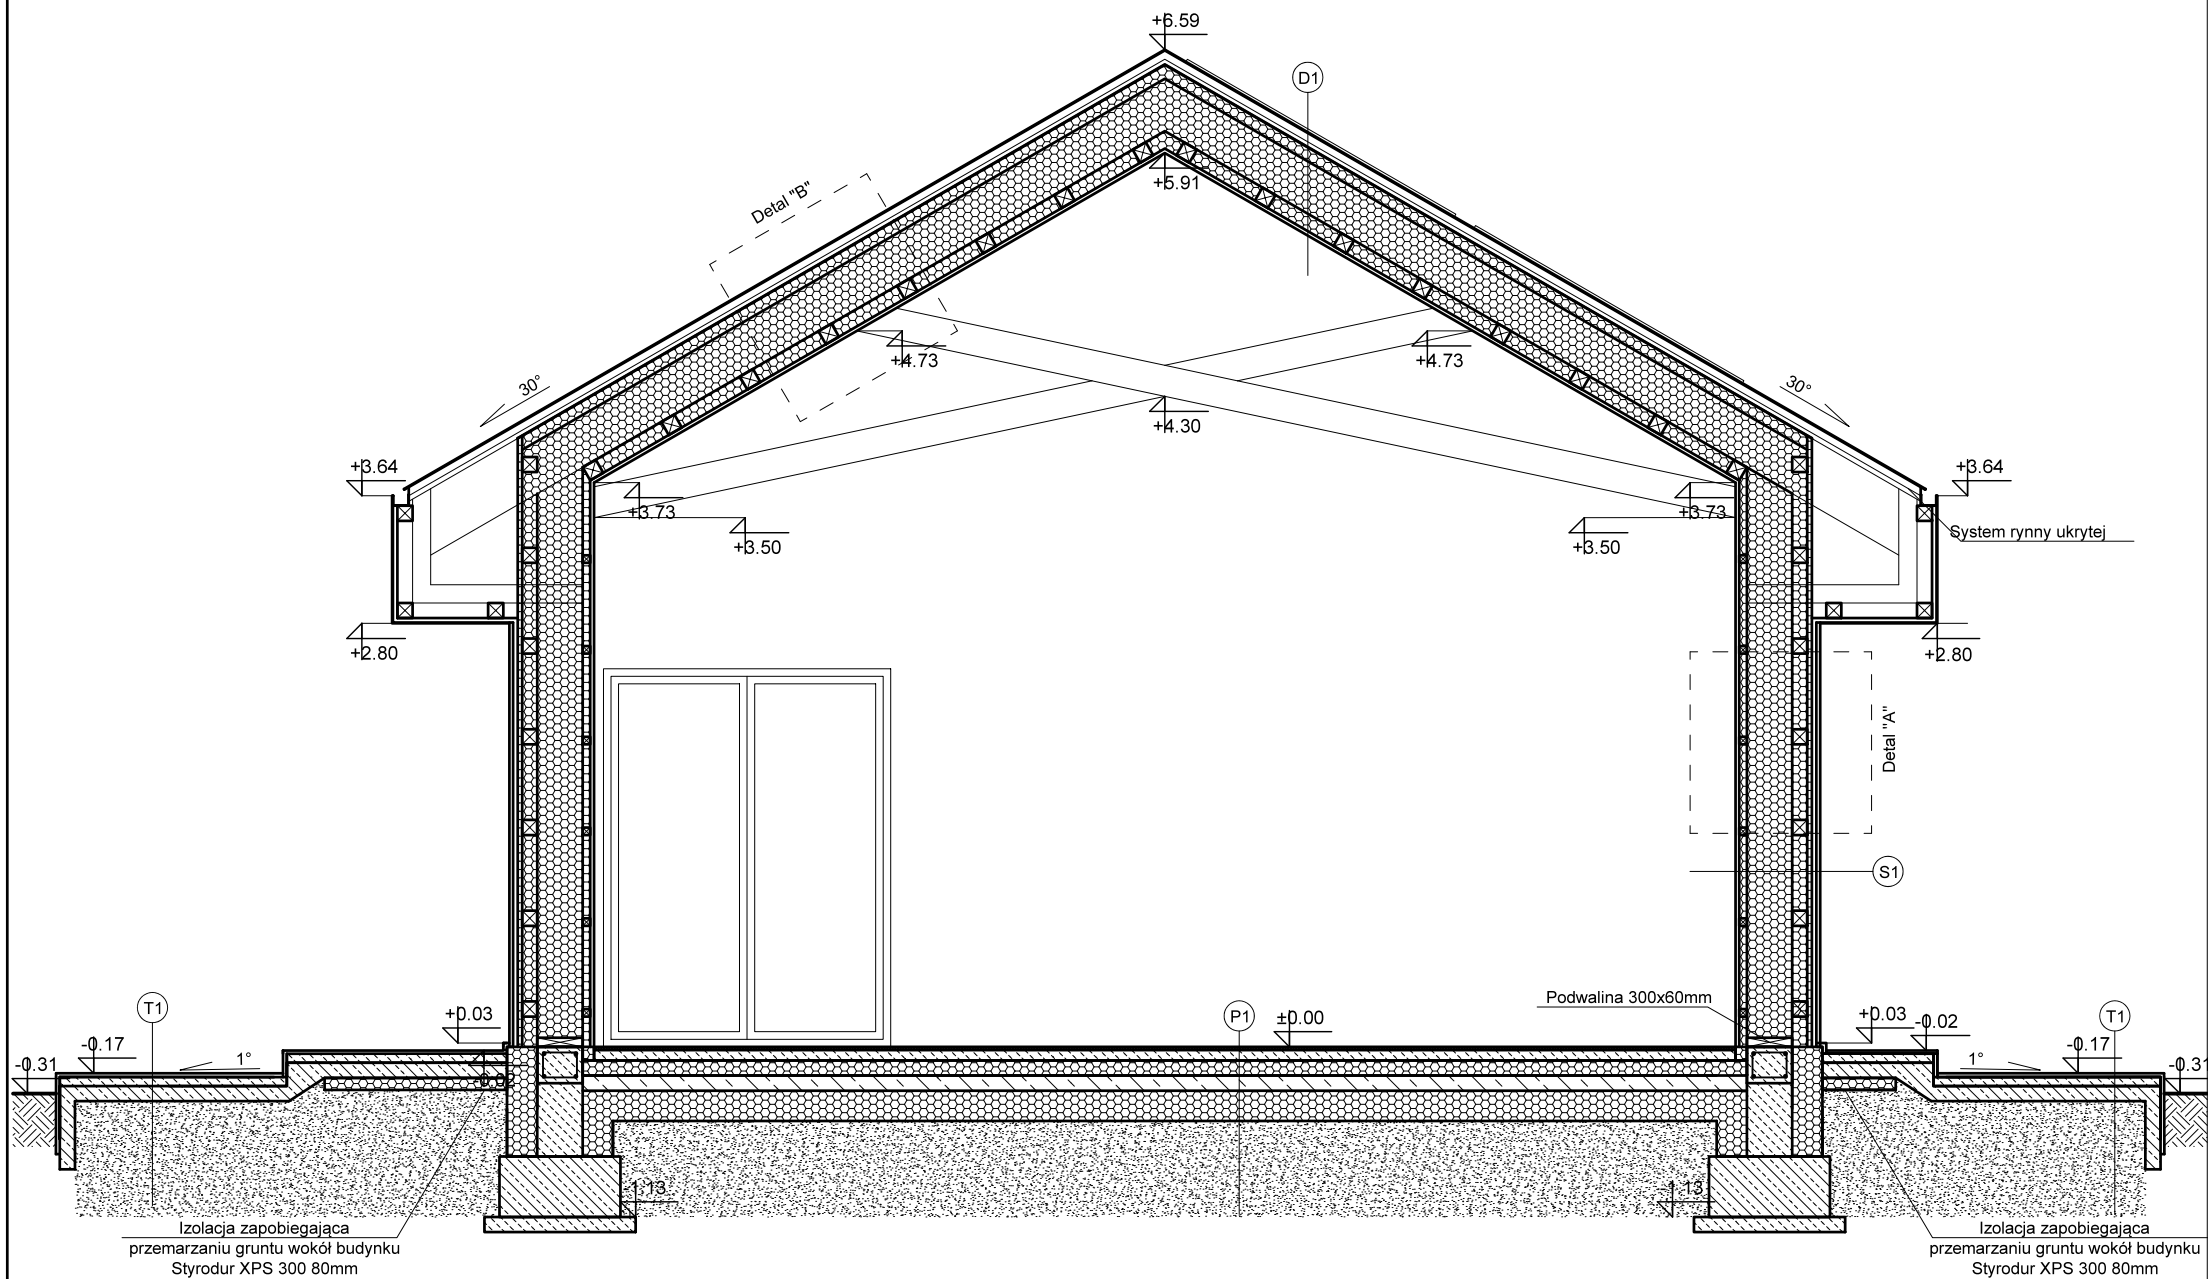 +6.59
D1
+5.91
Detal "B"
+4.73
+4.73
30°
30°
+4.30
+3.64
+3.64
+3.73
+3.73
+3.50
+3.50
System rynny ukrytej
+2.80
+2.80
Detal "A"
S1
Podwalina 300x60mm
T1
P1
T1
+0.03
±0.00
+0.03
-0.02
-0.17
1°
1°
-0.17
-0.31
-0.31
-1.13
-1.13
Izolacja zapobiegająca
przemarzaniu gruntu wokół budynku
Styrodur XPS 300 80mm
Izolacja zapobiegająca
przemarzaniu gruntu wokół budynku
Styrodur XPS 300 80mm